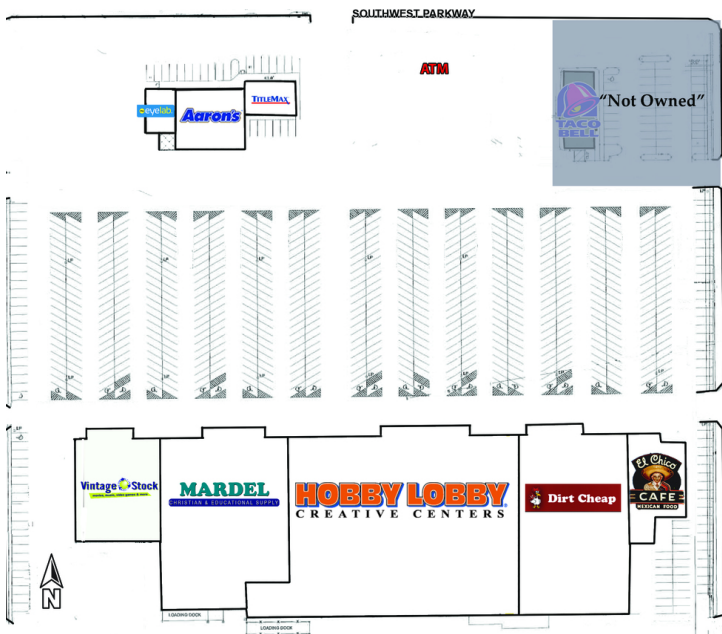 SOUTHWEST PARKWAY
ATM
eyelab
Aaron's
TitleMax
TACO
BELL
"Not Owned"
Vintage Stock
MARDEL
CHRISTIAN & EDUCATIONAL SUPPLY
HOBBY LOBBY
CREATIVE CENTERS
Dirt Cheap
El Chico
CAFE
MEXICAN FOOD
N
LOADING DOCK
LOADING DOCK